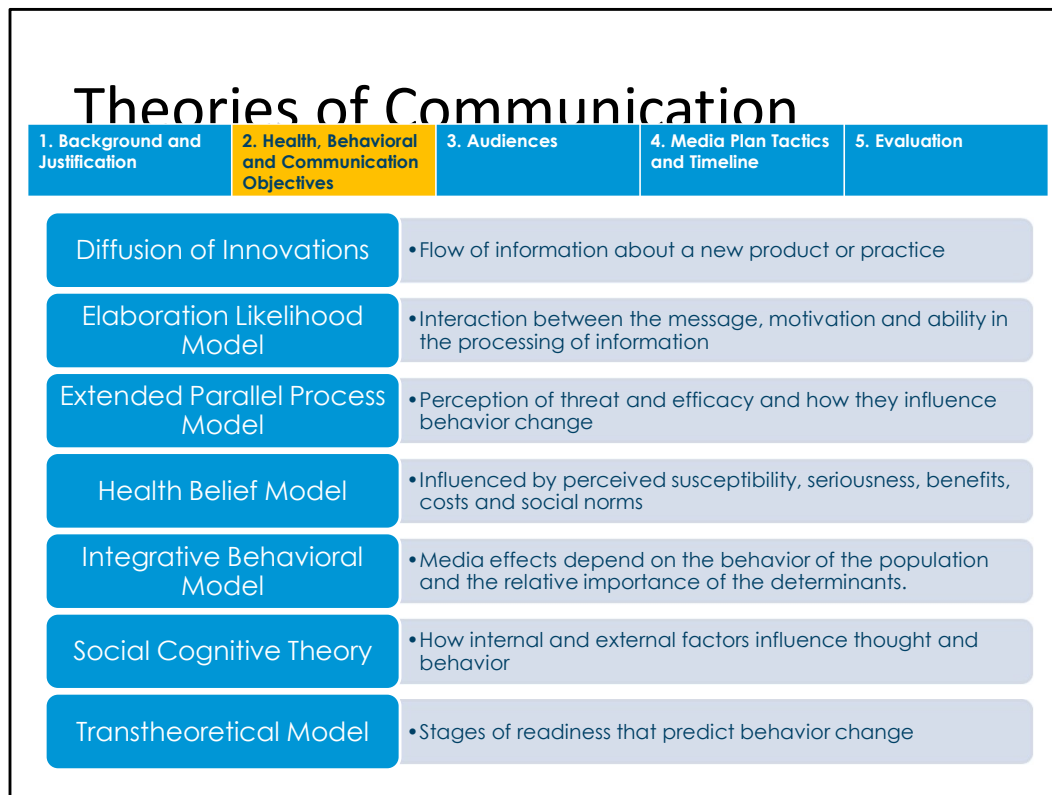 Theories of Communication
1. Background and
Justification
2. Health, Behavioral
and Communication
Objectives
3. Audiences
4. Media Plan Tactics
and Timeline
5. Evaluation
Diffusion of Innovations
•Flow of information about a new product or practice
Elaboration Likelihood
Model
•Interaction between the message, motivation and ability in
the processing of information
Extended Parallel Process
Model
•Perception of threat and efficacy and how they influence
behavior change
Health Belief Model
•Influenced by perceived susceptibility, seriousness, benefits,
costs and social norms
Integrative Behavioral
Model
•Media effects depend on the behavior of the population
and the relative importance of the determinants.
Social Cognitive Theory
•How internal and external factors influence thought and
behavior
Transtheoretical Model
•Stages of readiness that predict behavior change